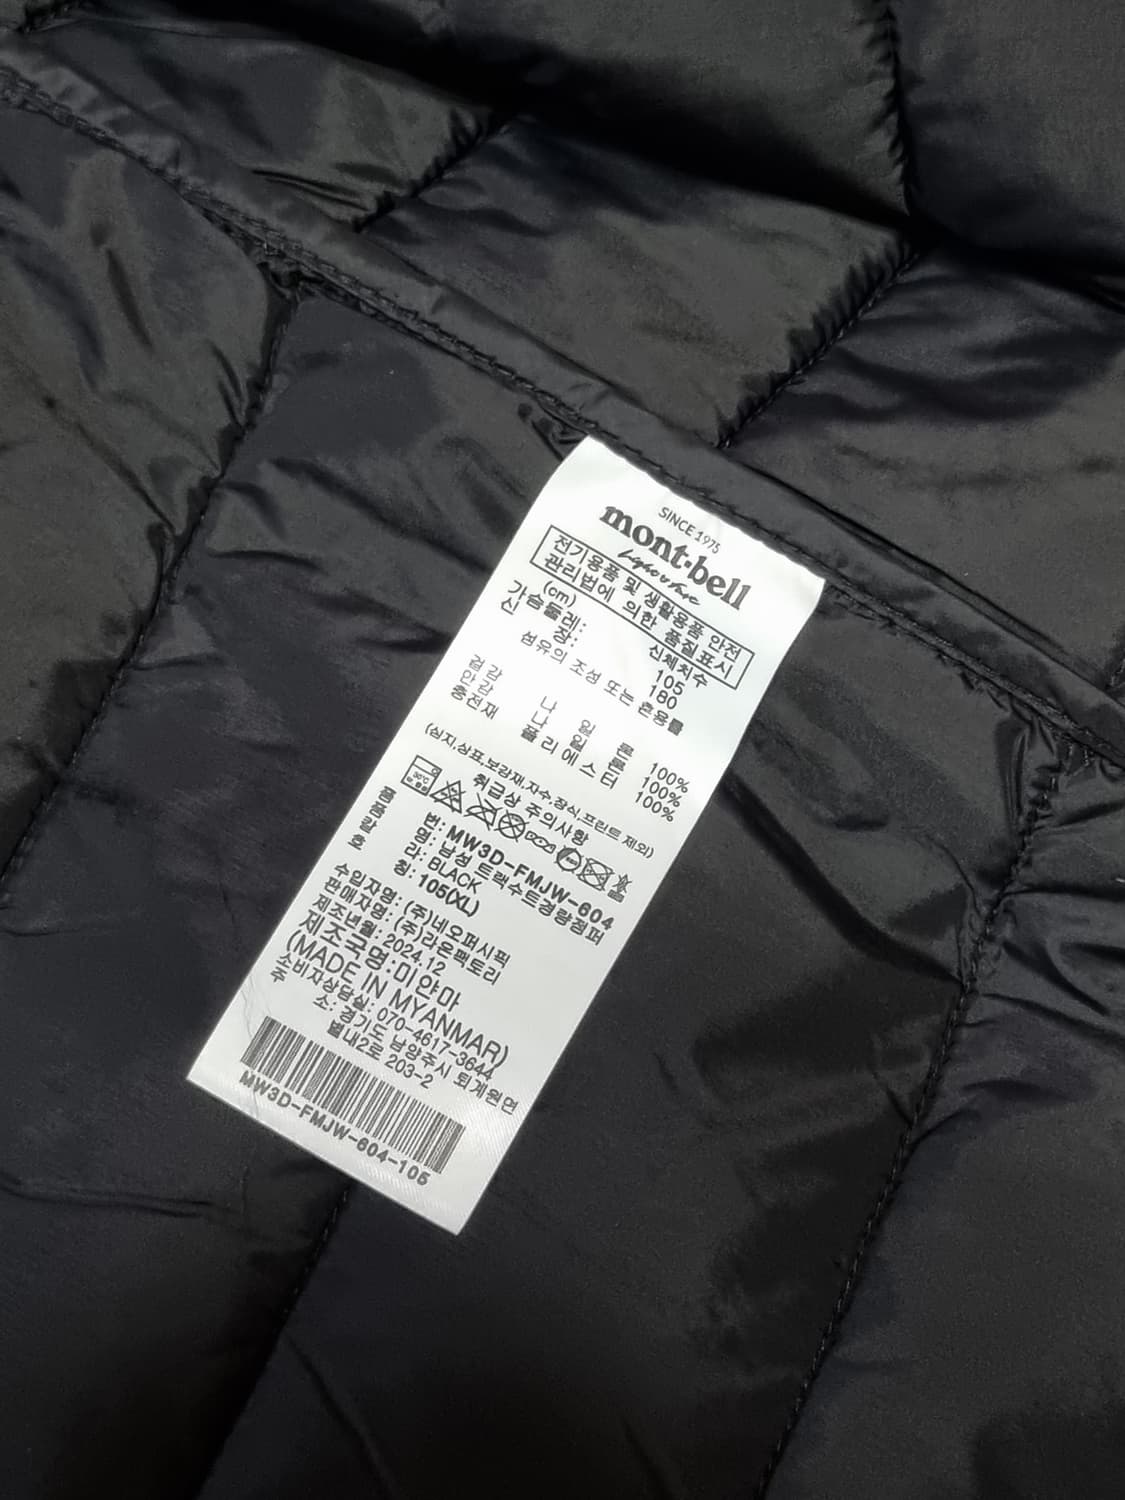 SINCE 1975
mont·bell
light & fast
전기용품 및 생활용품 안전
관리법에 의한 품질표시
(cm) 신체치수
가슴둘레: 105
신 장: 180
섬유의 조성 또는 혼용률
겉감 나 일 론 100%
안감 나 일 론 100%
충전재 폴 리 에 스 터 100%
(심지,상표,보강재,자수,장식,프린트 제외)
취급상 주의사항
30℃
품 번: MW3D-FMJW-604
품 명: 남성 트랙수트경량점퍼
칼 라: BLACK
호 칭: 105(XL)
수입자명: (주)네오퍼시픽
판매자명: (주)라온팩토리
제조년월: 2024.12
제조국명:미얀마
(MADE IN MYANMAR)
소비자상담실: 070-4617-3644
주 소: 경기도 남양주시 퇴계원면
별내2로 203-2
MW3D-FMJW-604-105